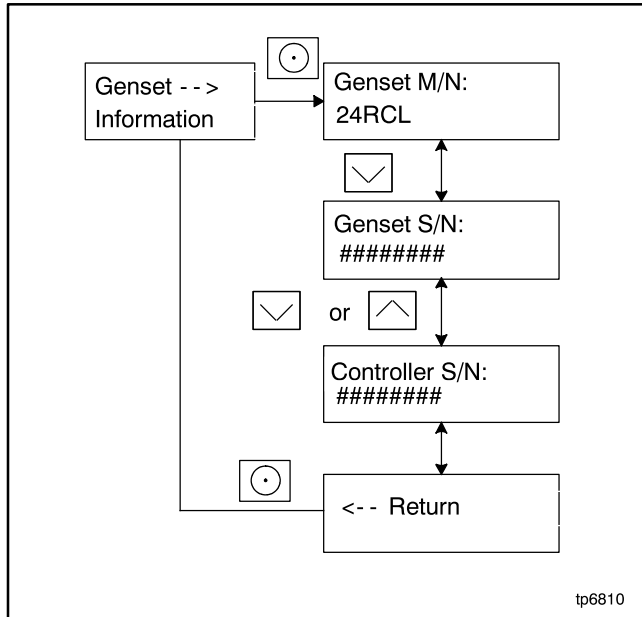 Genset - - >
Information
Genset M/N:
24RCL
Genset S/N:
########
or
Controller S/N:
########
<- - Return
tp6810